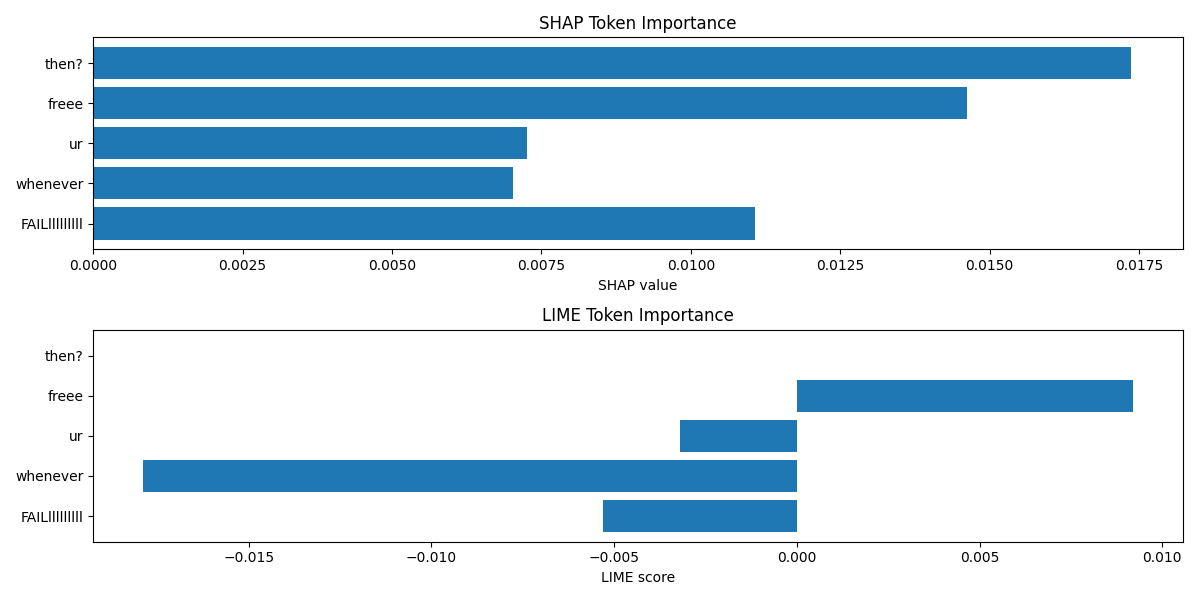 SHAP Token Importance
then?
freee
ur
whenever
FAILlllllllll
0.0000 0.0025 0.0050 0.0075 0.0100 0.0125 0.0150 0.0175
SHAP value
LIME Token Importance
then?
freee
ur
whenever
FAILlllllllll
−0.015 −0.010 −0.005 0.000 0.005 0.010
LIME score